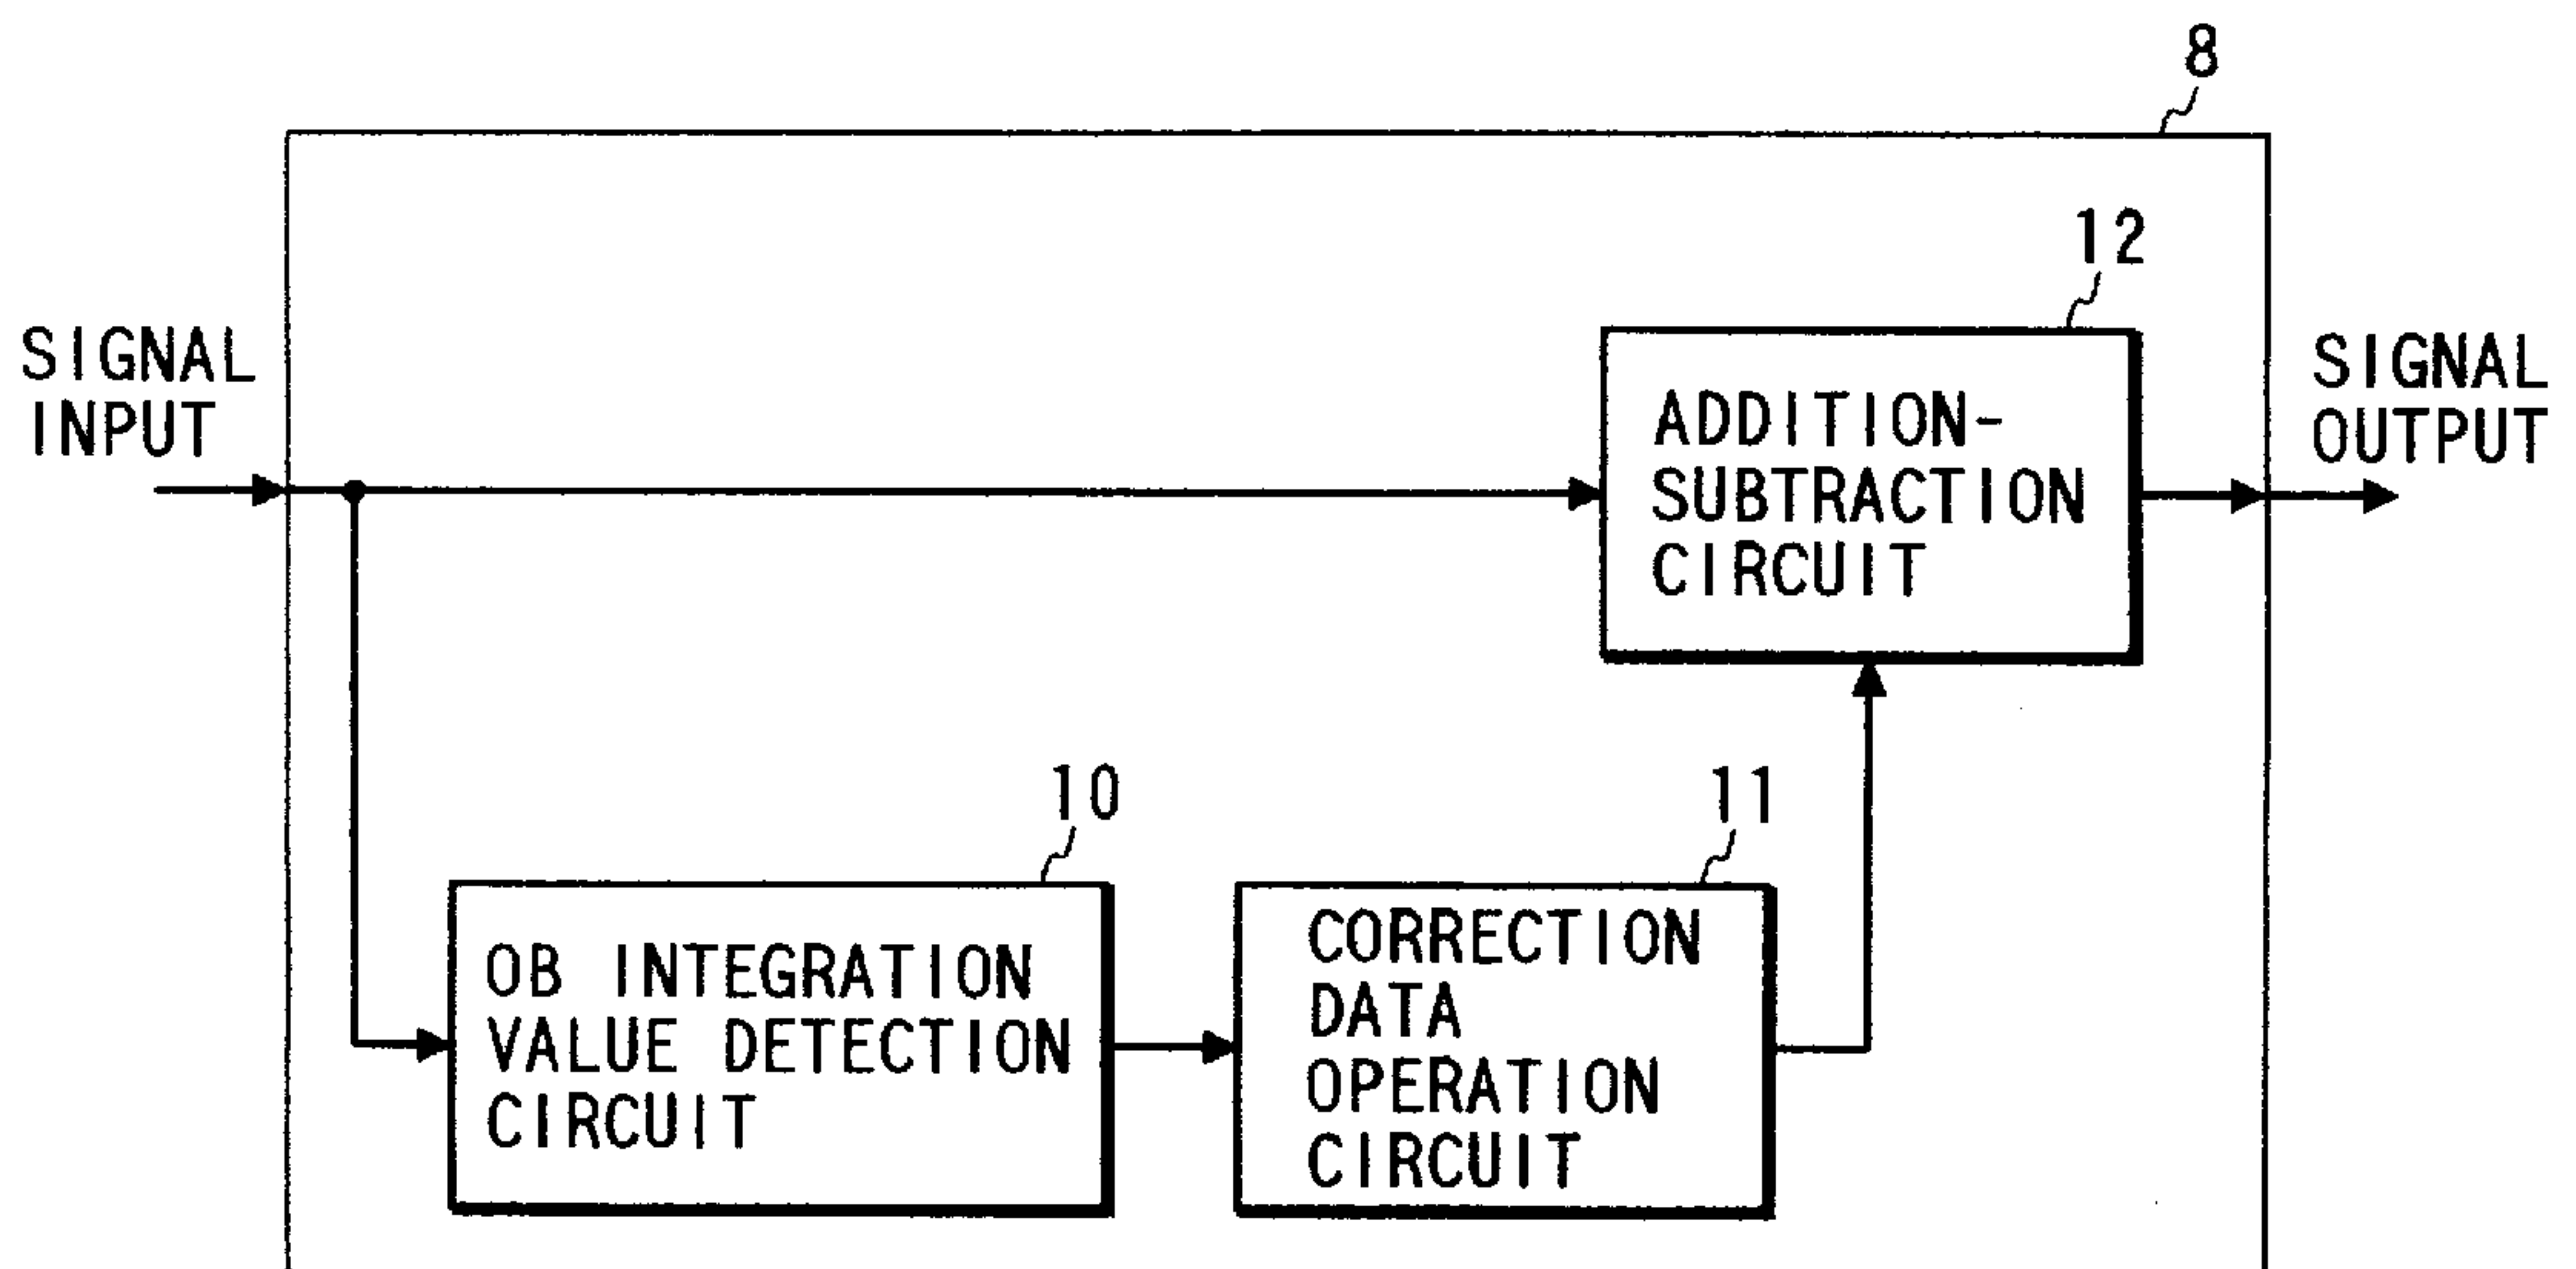 8
12
SIGNAL
INPUT
ADDITION-
SUBTRACTION
CIRCUIT
SIGNAL
OUTPUT
10
11
OB INTEGRATION
VALUE DETECTION
CIRCUIT
CORRECTION
DATA
OPERATION
CIRCUIT